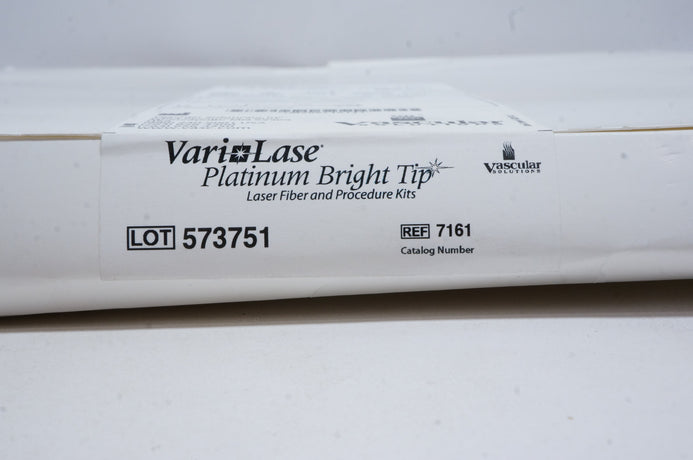 Vari-Lase®
Platinum Bright Tip
Laser Fiber and Procedure Kits
Vascular
SOLUTIONS
LOT 573751
REF 7161
Catalog Number